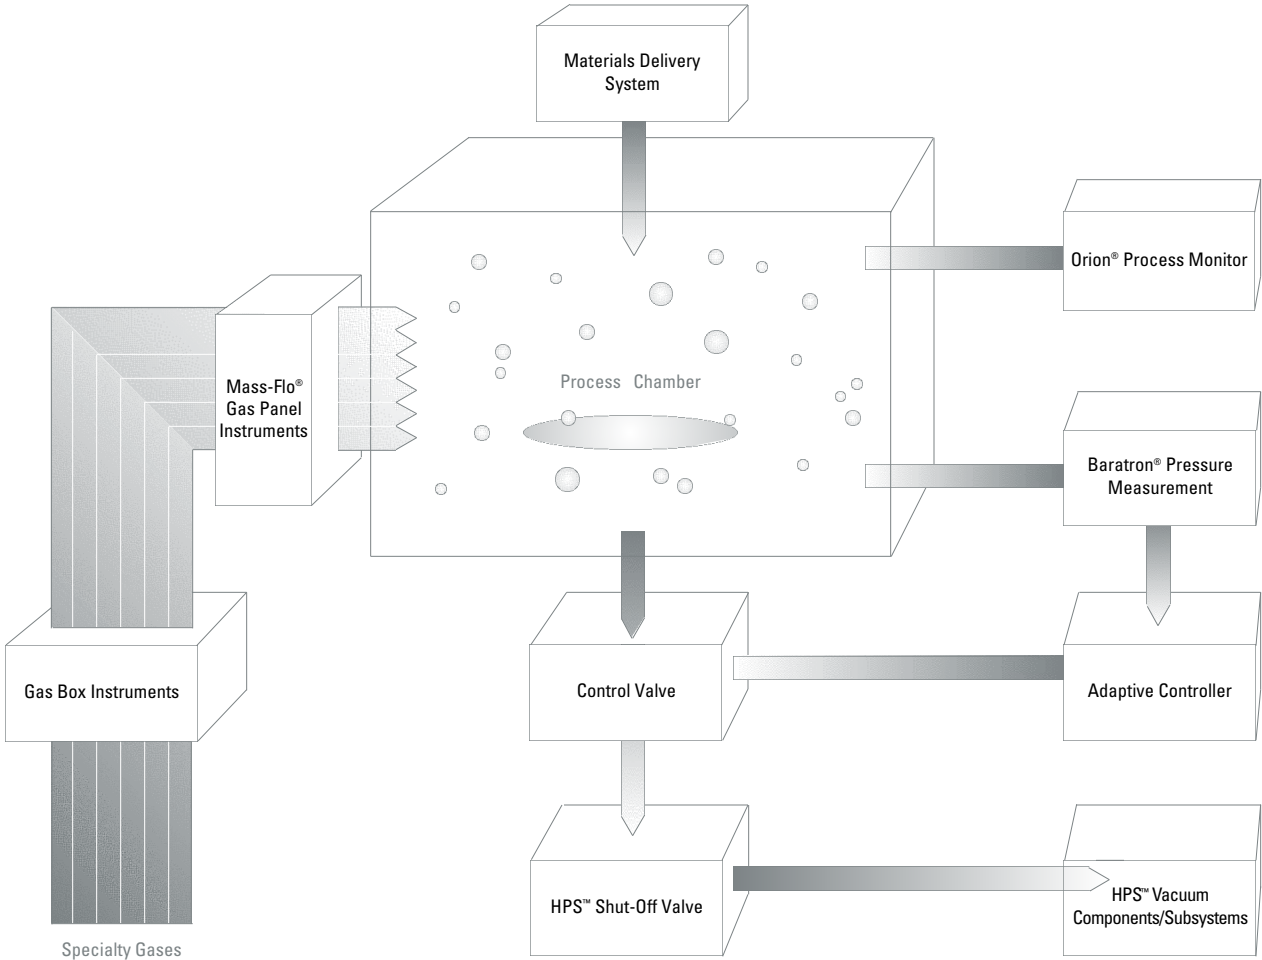 Materials Delivery
System
Orion® Process Monitor
Process Chamber
Mass-Flo®
Gas Panel
Instruments
Baratron® Pressure
Measurement
Gas Box Instruments
Control Valve
Adaptive Controller
HPS™ Shut-Off Valve
HPS™ Vacuum
Components/Subsystems
Specialty Gases